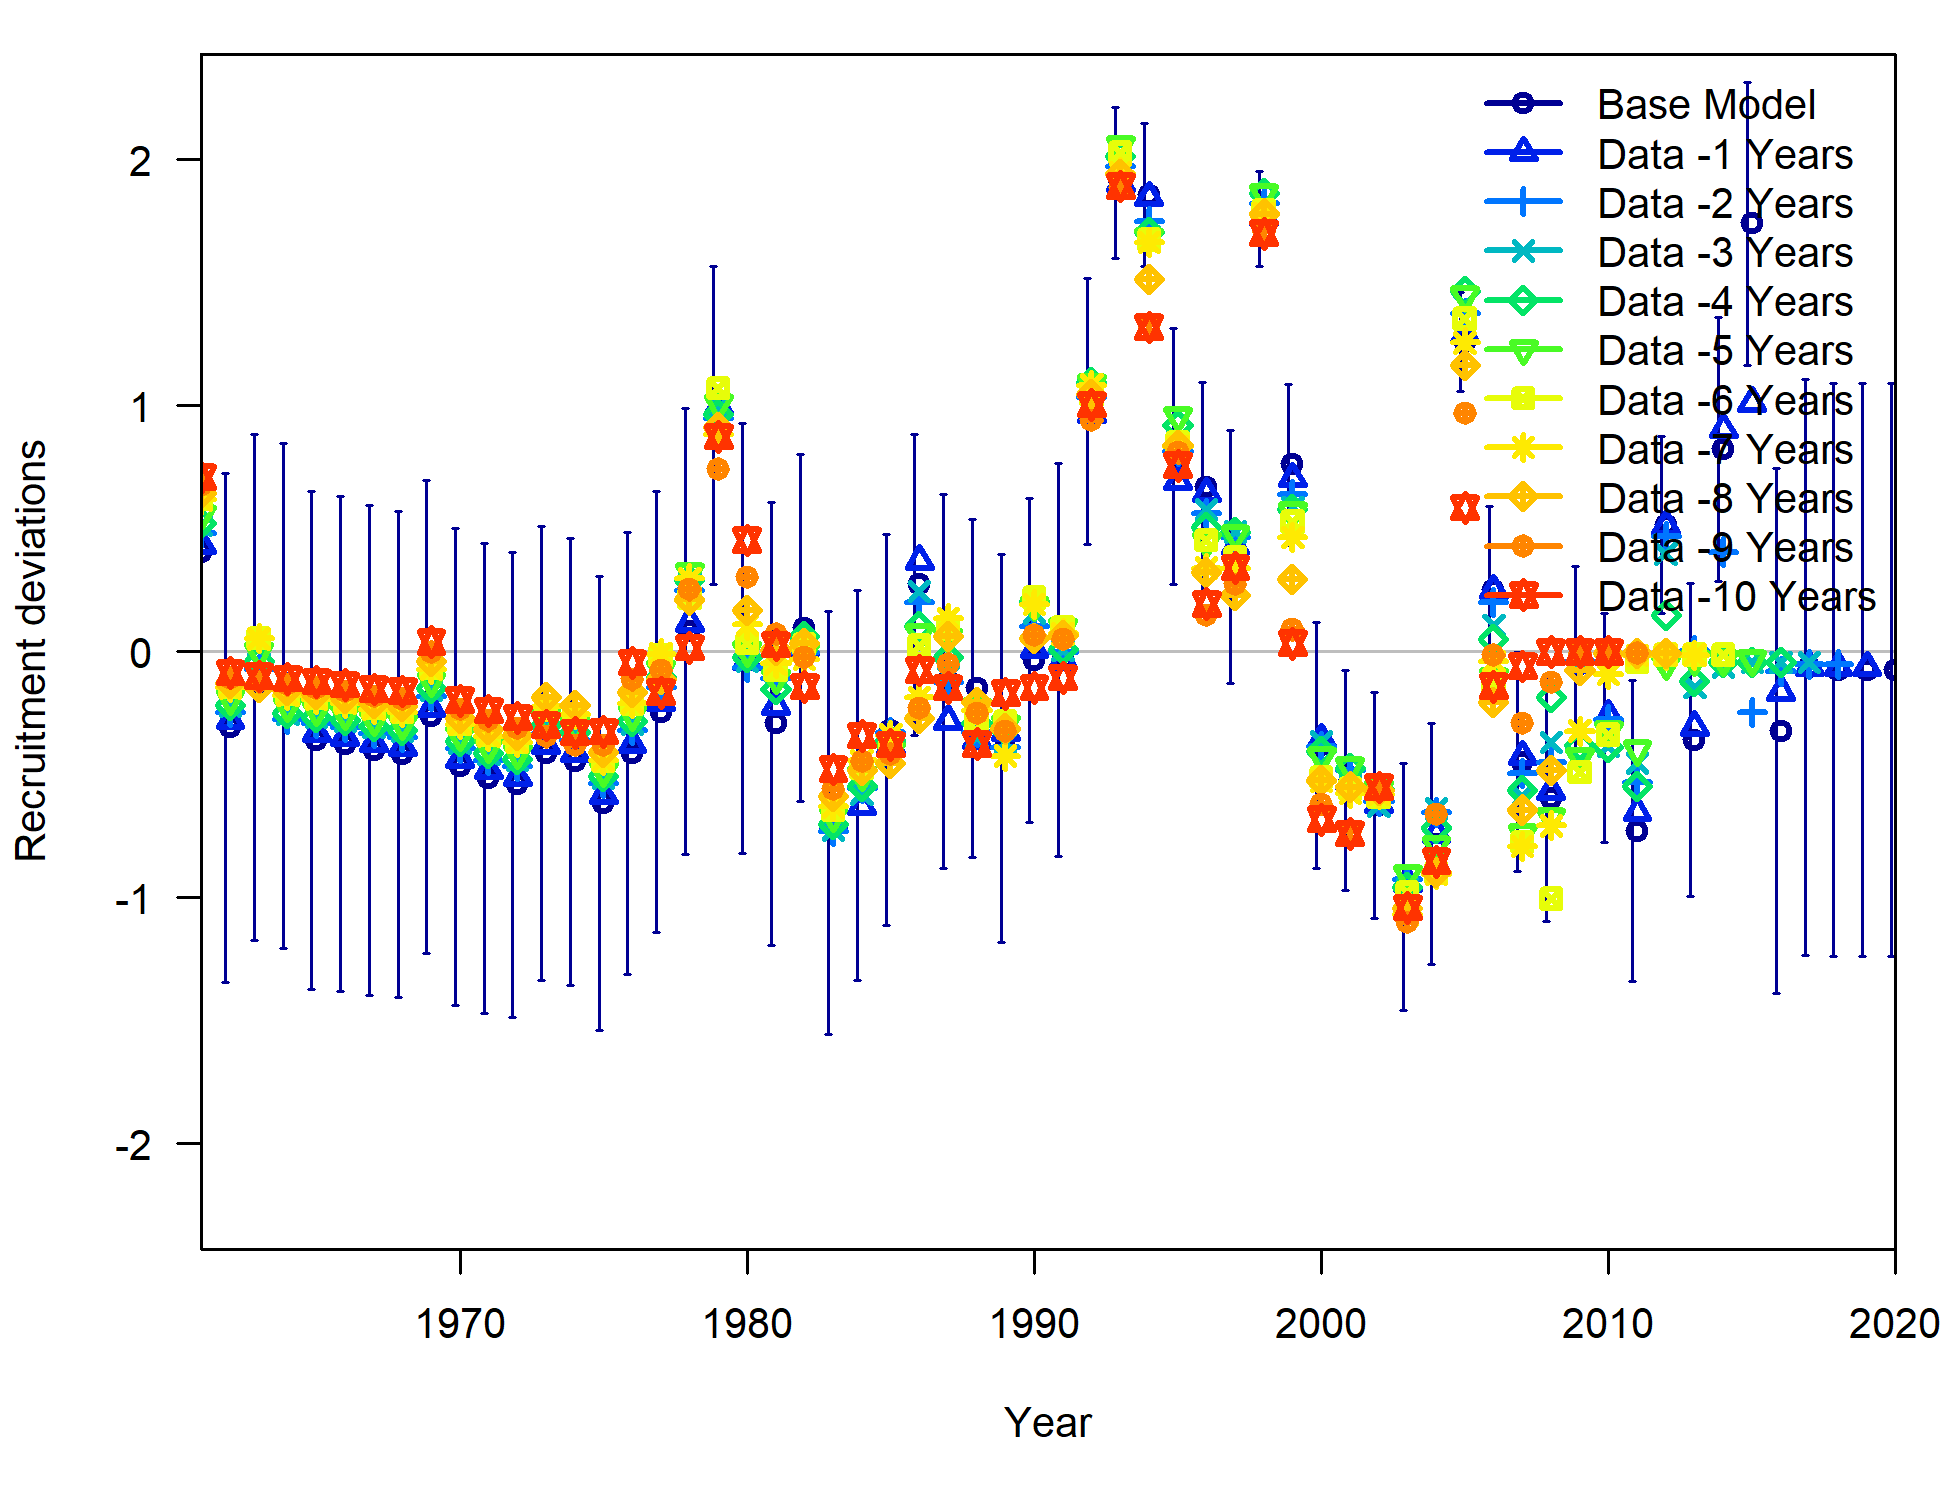 Base Model
Data -1 Years
Data -2 Years
Data -3 Years
Data -4 Years
Data -5 Years
Data -6 Years
Data -7 Years
Data -8 Years
Data -9 Years
Data -10 Years
2
1
0
-1
-2
Recruitment deviations
1970 1980 1990 2000 2010 2020
Year